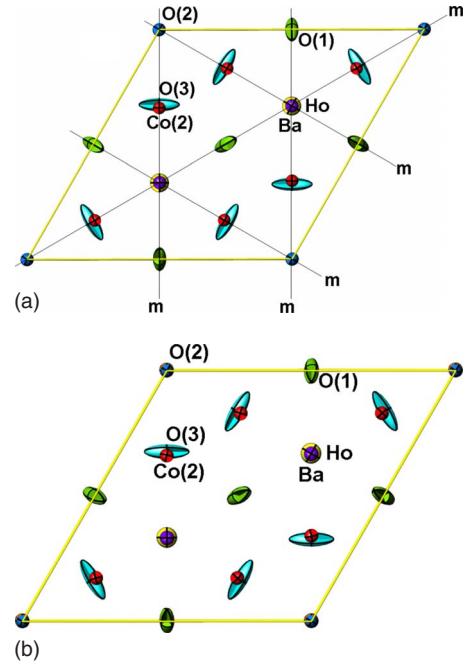 O(2)
O(1)
m
O(3)
Co(2)
Ho
Ba
m
m
m
m
(a)
O(2)
O(1)
O(3)
Co(2)
Ho
Ba
(b)